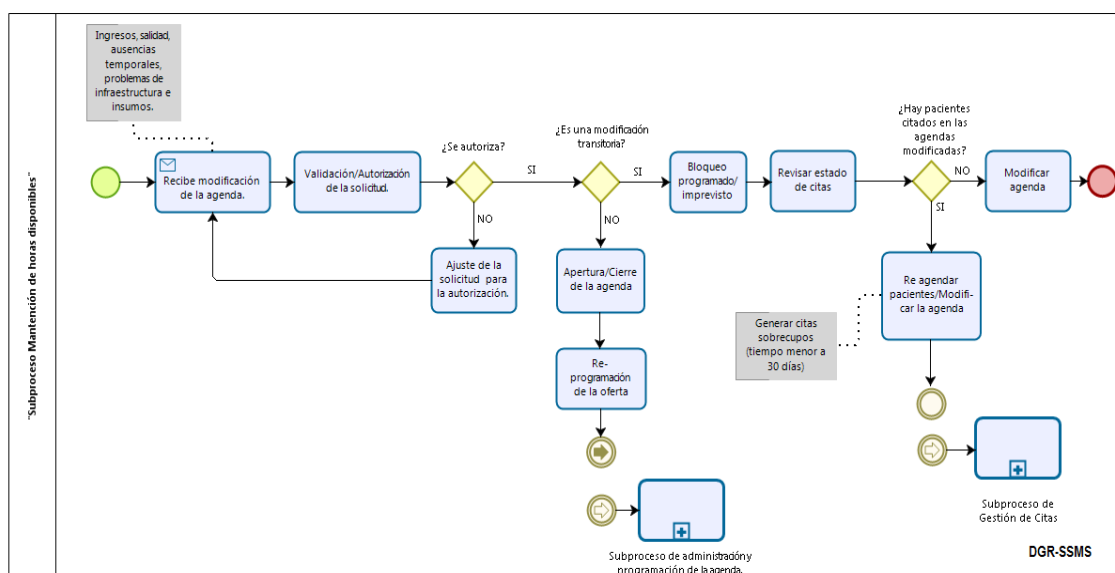 "Subproceso Mantención de horas disponibles"
Ingresos, salidad,
ausencias
temporales,
problemas de
infraestructura e
insumos.
Recibe modificación
de la agenda.
Validación/Autorización
de la solicitud.
¿Se autoriza?
SI
NO
Ajuste de la
solicitud para
la autorización.
¿Es una modificación
transitoria?
SI
NO
Apertura/Cierre
de la agenda
Re-
programación
de la oferta
Subproceso de administración y
programación de la agenda.
Bloqueo
programado/
imprevisto
Revisar estado
de citas
¿Hay pacientes
citados en las
agendas
modificadas?
NO
SI
Modificar
agenda
Re agendar
pacientes/Modifi-
car la agenda
Generar citas
sobrecupos
(tiempo menor a
30 días)
Subproceso de
Gestión de Citas
DGR-SSMS